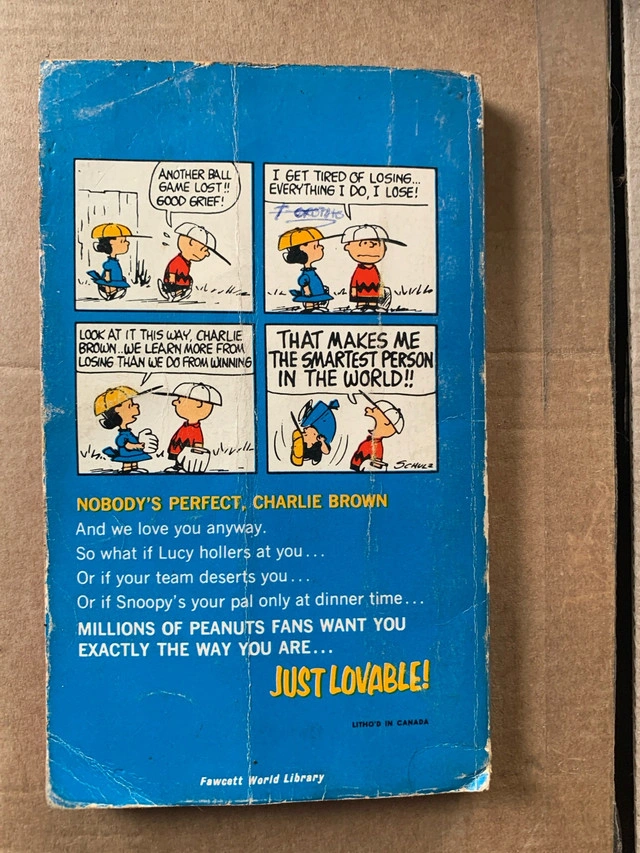 ANOTHER BALL
GAME LOST!!
GOOD GRIEF!
I GET TIRED OF LOSING...
EVERYTHING I DO, I LOSE!
LOOK AT IT THIS WAY, CHARLIE
BROWN..WE LEARN MORE FROM
LOSING THAN WE DO FROM WINNING
THAT MAKES ME
THE SMARTEST PERSON
IN THE WORLD!!
SCHULZ
NOBODY'S PERFECT, CHARLIE BROWN
And we love you anyway.
So what if Lucy hollers at you...
Or if your team deserts you...
Or if Snoopy's your pal only at dinner time...
MILLIONS OF PEANUTS FANS WANT YOU
EXACTLY THE WAY YOU ARE...
JUST LOVABLE!
LITHO'D IN CANADA
Fawcett World Library